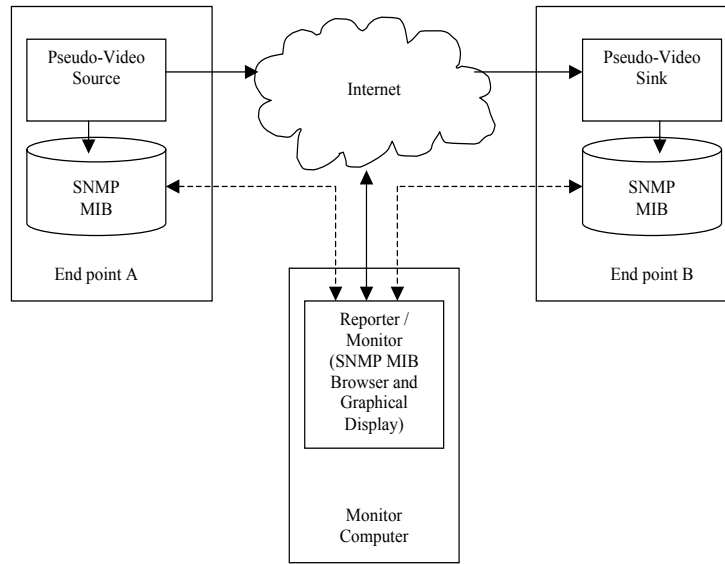 Pseudo-Video
Source
SNMP
MIB
End point A
Internet
Pseudo-Video
Sink
SNMP
MIB
End point B
Reporter /
Monitor
(SNMP MIB
Browser and
Graphical
Display)
Monitor
Computer